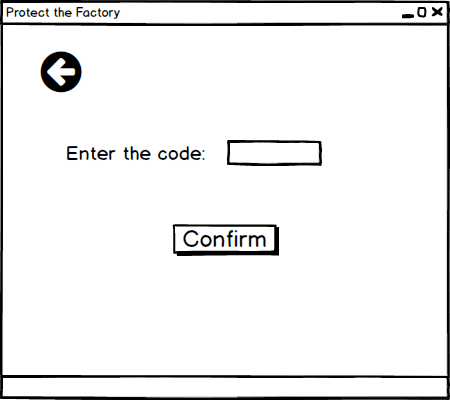 Protect the Factory
Enter the code:
Confirm